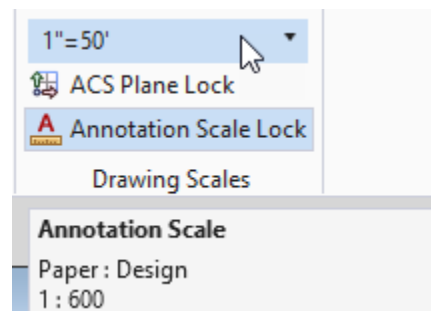 1"=50'
ACS Plane Lock
Annotation Scale Lock
Drawing Scales
Annotation Scale
Paper : Design
1 : 600